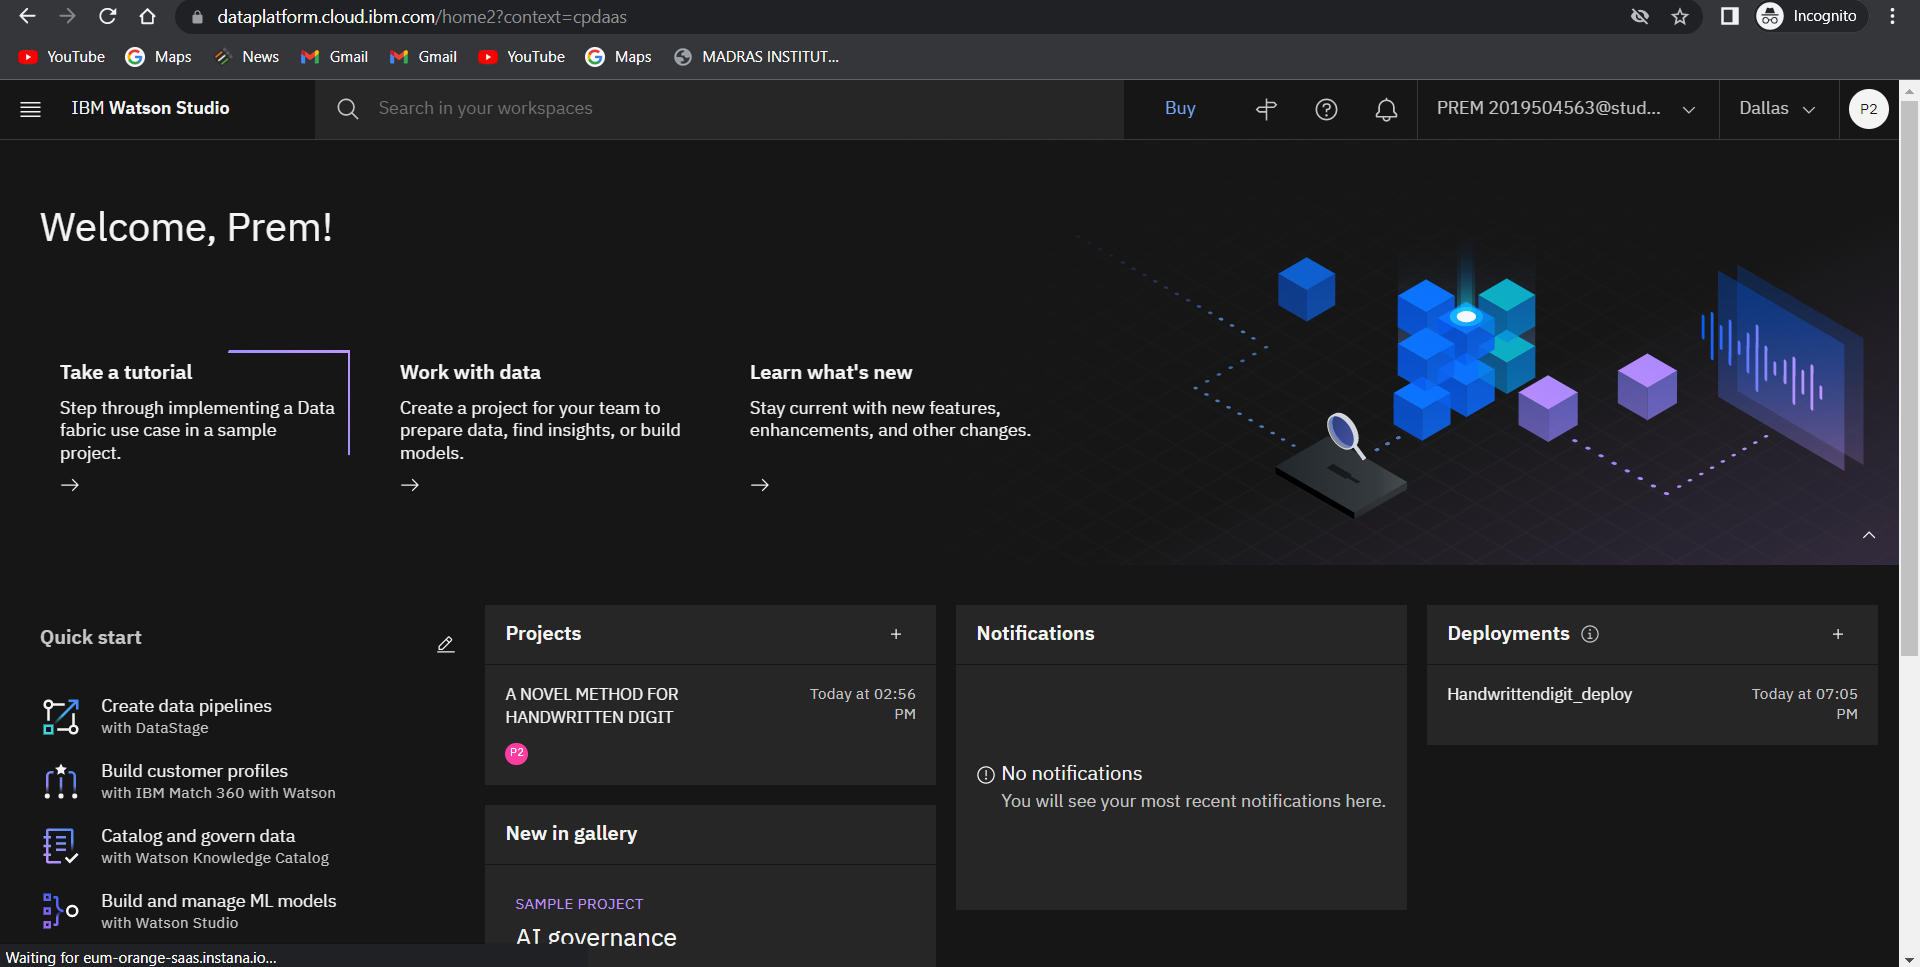 dataplatform.cloud.ibm.com/home2?context=cpdaas
Incognito
YouTube
Maps
News
Gmail
Gmail
YouTube
Maps
MADRAS INSTITUT...
IBM Watson Studio
Search in your workspaces
Buy
PREM 2019504563@stud...
Dallas
P2
Welcome, Prem!
Take a tutorial
Step through implementing a Data
fabric use case in a sample
project.
Work with data
Create a project for your team to
prepare data, find insights, or build
models.
Learn what's new
Stay current with new features,
enhancements, and other changes.
Quick start
Create data pipelines
with DataStage
Build customer profiles
with IBM Match 360 with Watson
Catalog and govern data
with Watson Knowledge Catalog
Build and manage ML models
with Watson Studio
Projects
A NOVEL METHOD FOR
HANDWRITTEN DIGIT
Today at 02:56
PM
P2
New in gallery
SAMPLE PROJECT
AI governance
Notifications
No notifications
You will see your most recent notifications here.
Deployments
Handwrittendigit_deploy
Today at 07:05
PM
Waiting for eum-orange-saas.instana.io...